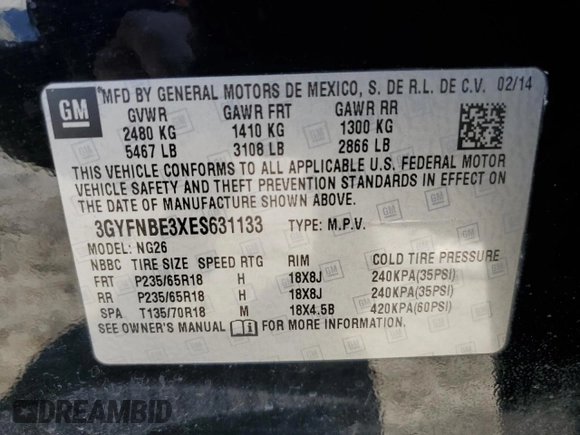 GM
MFD BY GENERAL MOTORS DE MEXICO, S. DE R.L. DE C.V. 02/14
GVWR GAWR FRT GAWR RR
2480 KG 1410 KG 1300 KG
5467 LB 3108 LB 2866 LB
THIS VEHICLE CONFORMS TO ALL APPLICABLE U.S. FEDERAL MOTOR
VEHICLE SAFETY AND THEFT PREVENTION STANDARDS IN EFFECT ON
THE DATE OF MANUFACTURE SHOWN ABOVE.
3GYFNBE3XES631133 TYPE: M.P.V.
MODEL: NG26
NBBC TIRE SIZE SPEED RTG RIM COLD TIRE PRESSURE
FRT P235/65R18 H 18X8J 240KPA(35PSI)
RR P235/65R18 H 18X8J 240KPA(35PSI)
SPA T135/70R18 M 18X4.5B 420KPA(60PSI)
SEE OWNER'S MANUAL i FOR MORE INFORMATION.
DREAMBID